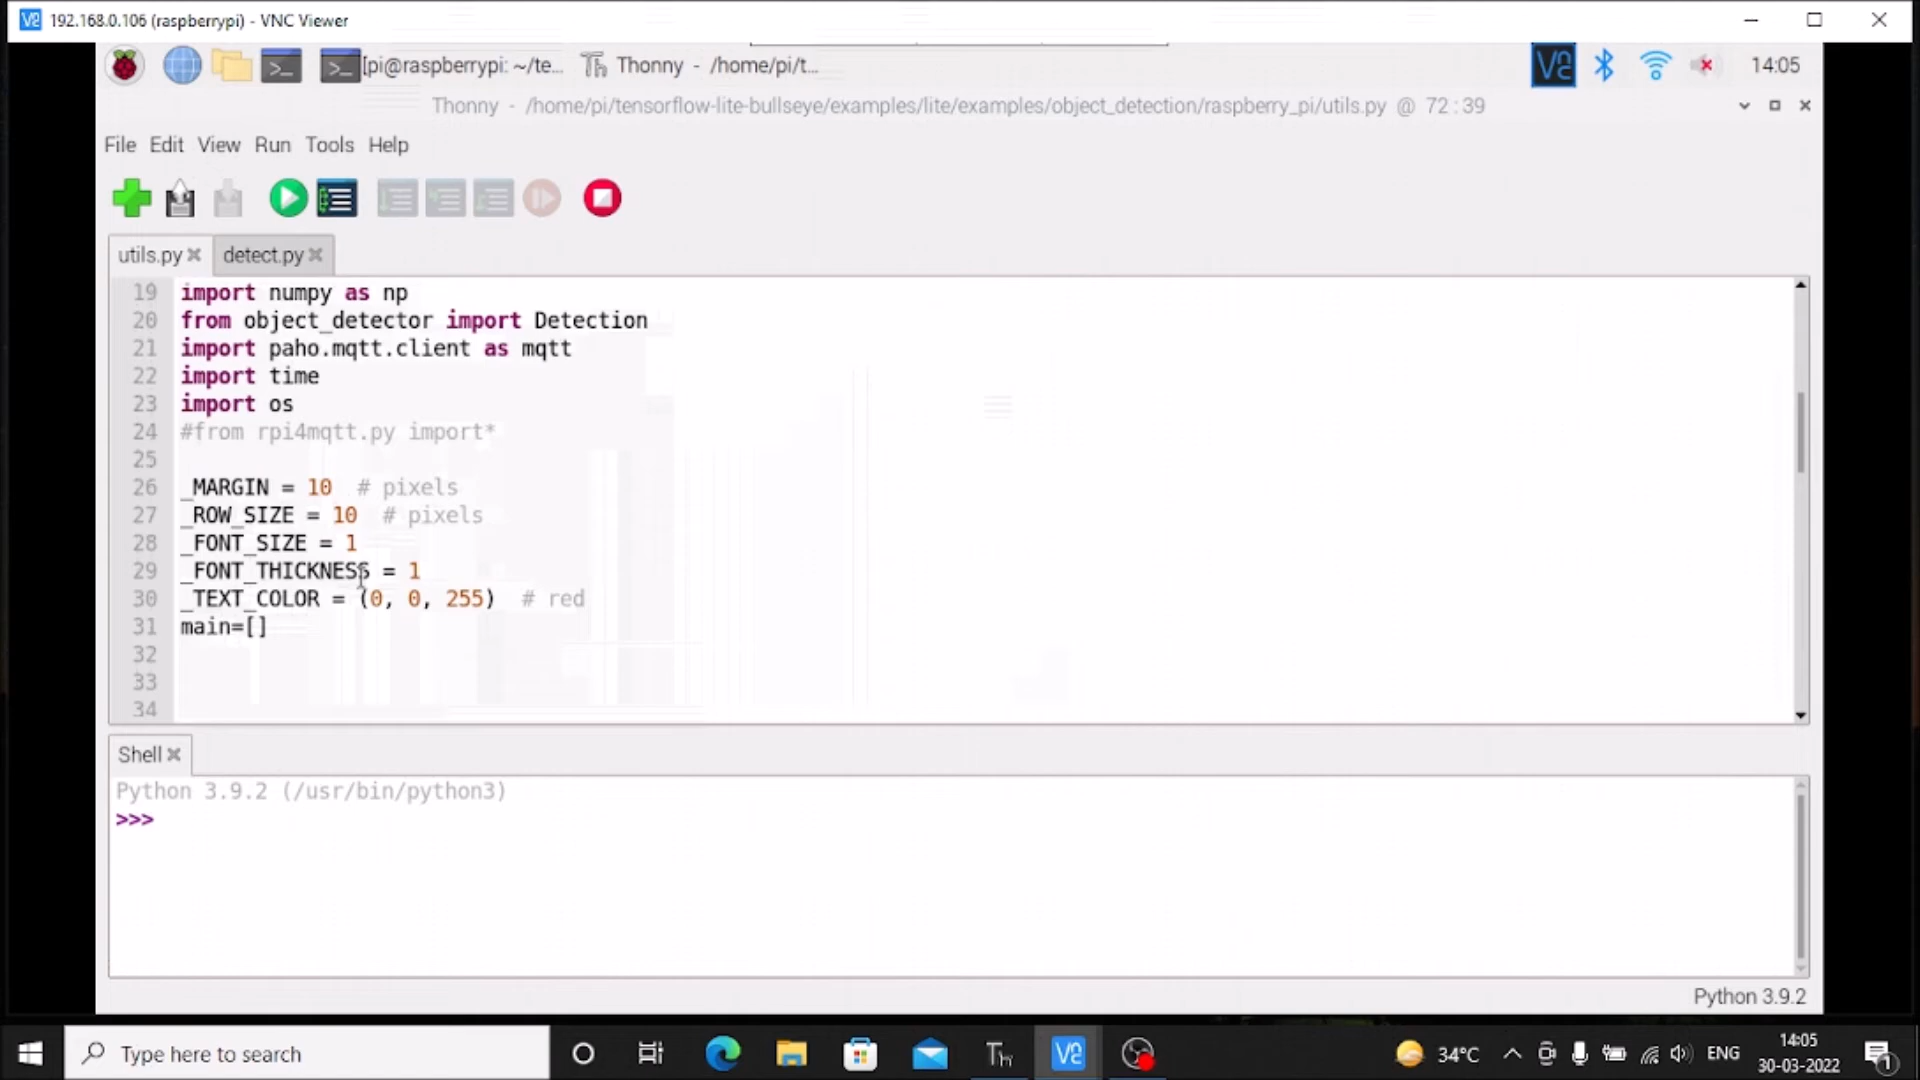 192.168.0.106 (raspberrypi) - VNC Viewer
[pi@raspberrypi: ~/te... Thonny - /home/pi/t... 14:05
Thonny - /home/pi/tensorflow-lite-bullseye/examples/lite/examples/object_detection/raspberry_pi/utils.py @ 72:39
File Edit View Run Tools Help
utils.py detect.py
19 import numpy as np
20 from object_detector import Detection
21 import paho.mqtt.client as mqtt
22 import time
23 import os
24 #from rpi4mqtt.py import*
25
26 _MARGIN = 10 # pixels
27 _ROW_SIZE = 10 # pixels
28 _FONT_SIZE = 1
29 _FONT_THICKNESS = 1
30 _TEXT_COLOR = (0, 0, 255) # red
31 main=[]
32
33
34
Shell
Python 3.9.2 (/usr/bin/python3)
>>>
Python 3.9.2
Type here to search
34°C ENG 14:05
30-03-2022
1